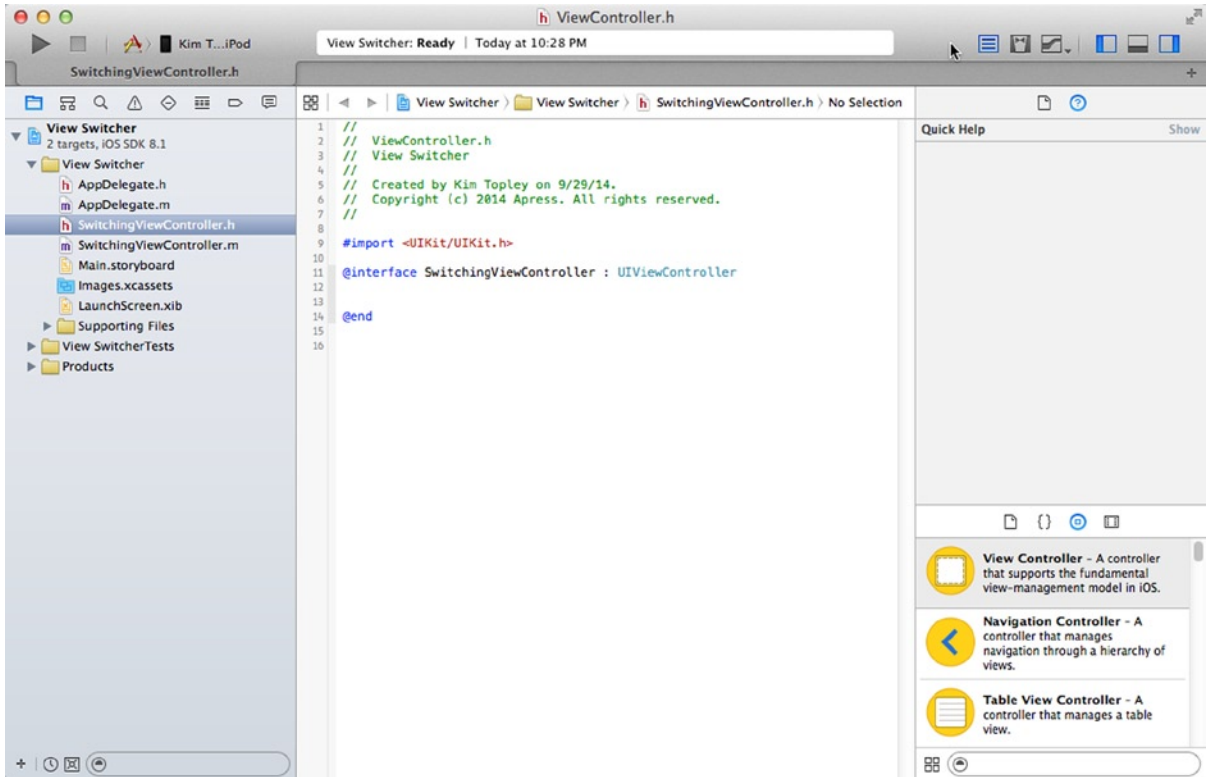 ViewController.h
Kim T...iPod
View Switcher: Ready | Today at 10:28 PM
SwitchingViewController.h
View Switcher
2 targets, iOS SDK 8.1
View Switcher
AppDelegate.h
AppDelegate.m
SwitchingViewController.h
SwitchingViewController.m
Main.storyboard
Images.xcassets
LaunchScreen.xib
Supporting Files
View SwitcherTests
Products
View Switcher View Switcher SwitchingViewController.h No Selection
1 //
2 // ViewController.h
3 // View Switcher
4 //
5 // Created by Kim Topley on 9/29/14.
6 // Copyright (c) 2014 Apress. All rights reserved.
7 //
8
9 #import <UIKit/UIKit.h>
10
11 @interface SwitchingViewController : UIViewController
12
13
14 @end
15
16
Quick Help Show
View Controller - A controller
that supports the fundamental
view-management model in iOS.
Navigation Controller - A
controller that manages
navigation through a hierarchy of
views.
Table View Controller - A
controller that manages a table
view.